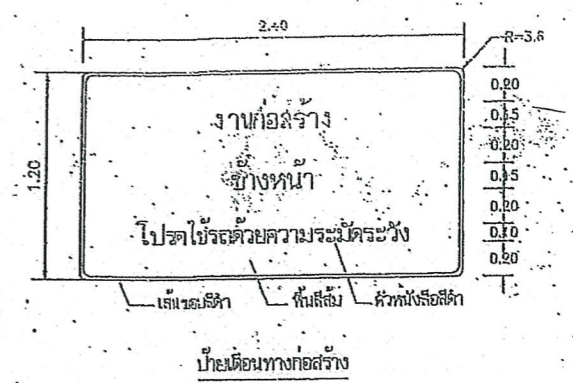 2.40
R=3.6
1.20
งานก่อสร้าง
ข้างหน้า
โปรดใช้รถด้วยความระมัดระวัง
0.20
0.15
0.20
0.15
0.20
0.10
0.20
เส้นขอบสีดำ
พื้นสีส้ม
ตัวหนังสือสีดำ
ป้ายเตือนทางก่อสร้าง